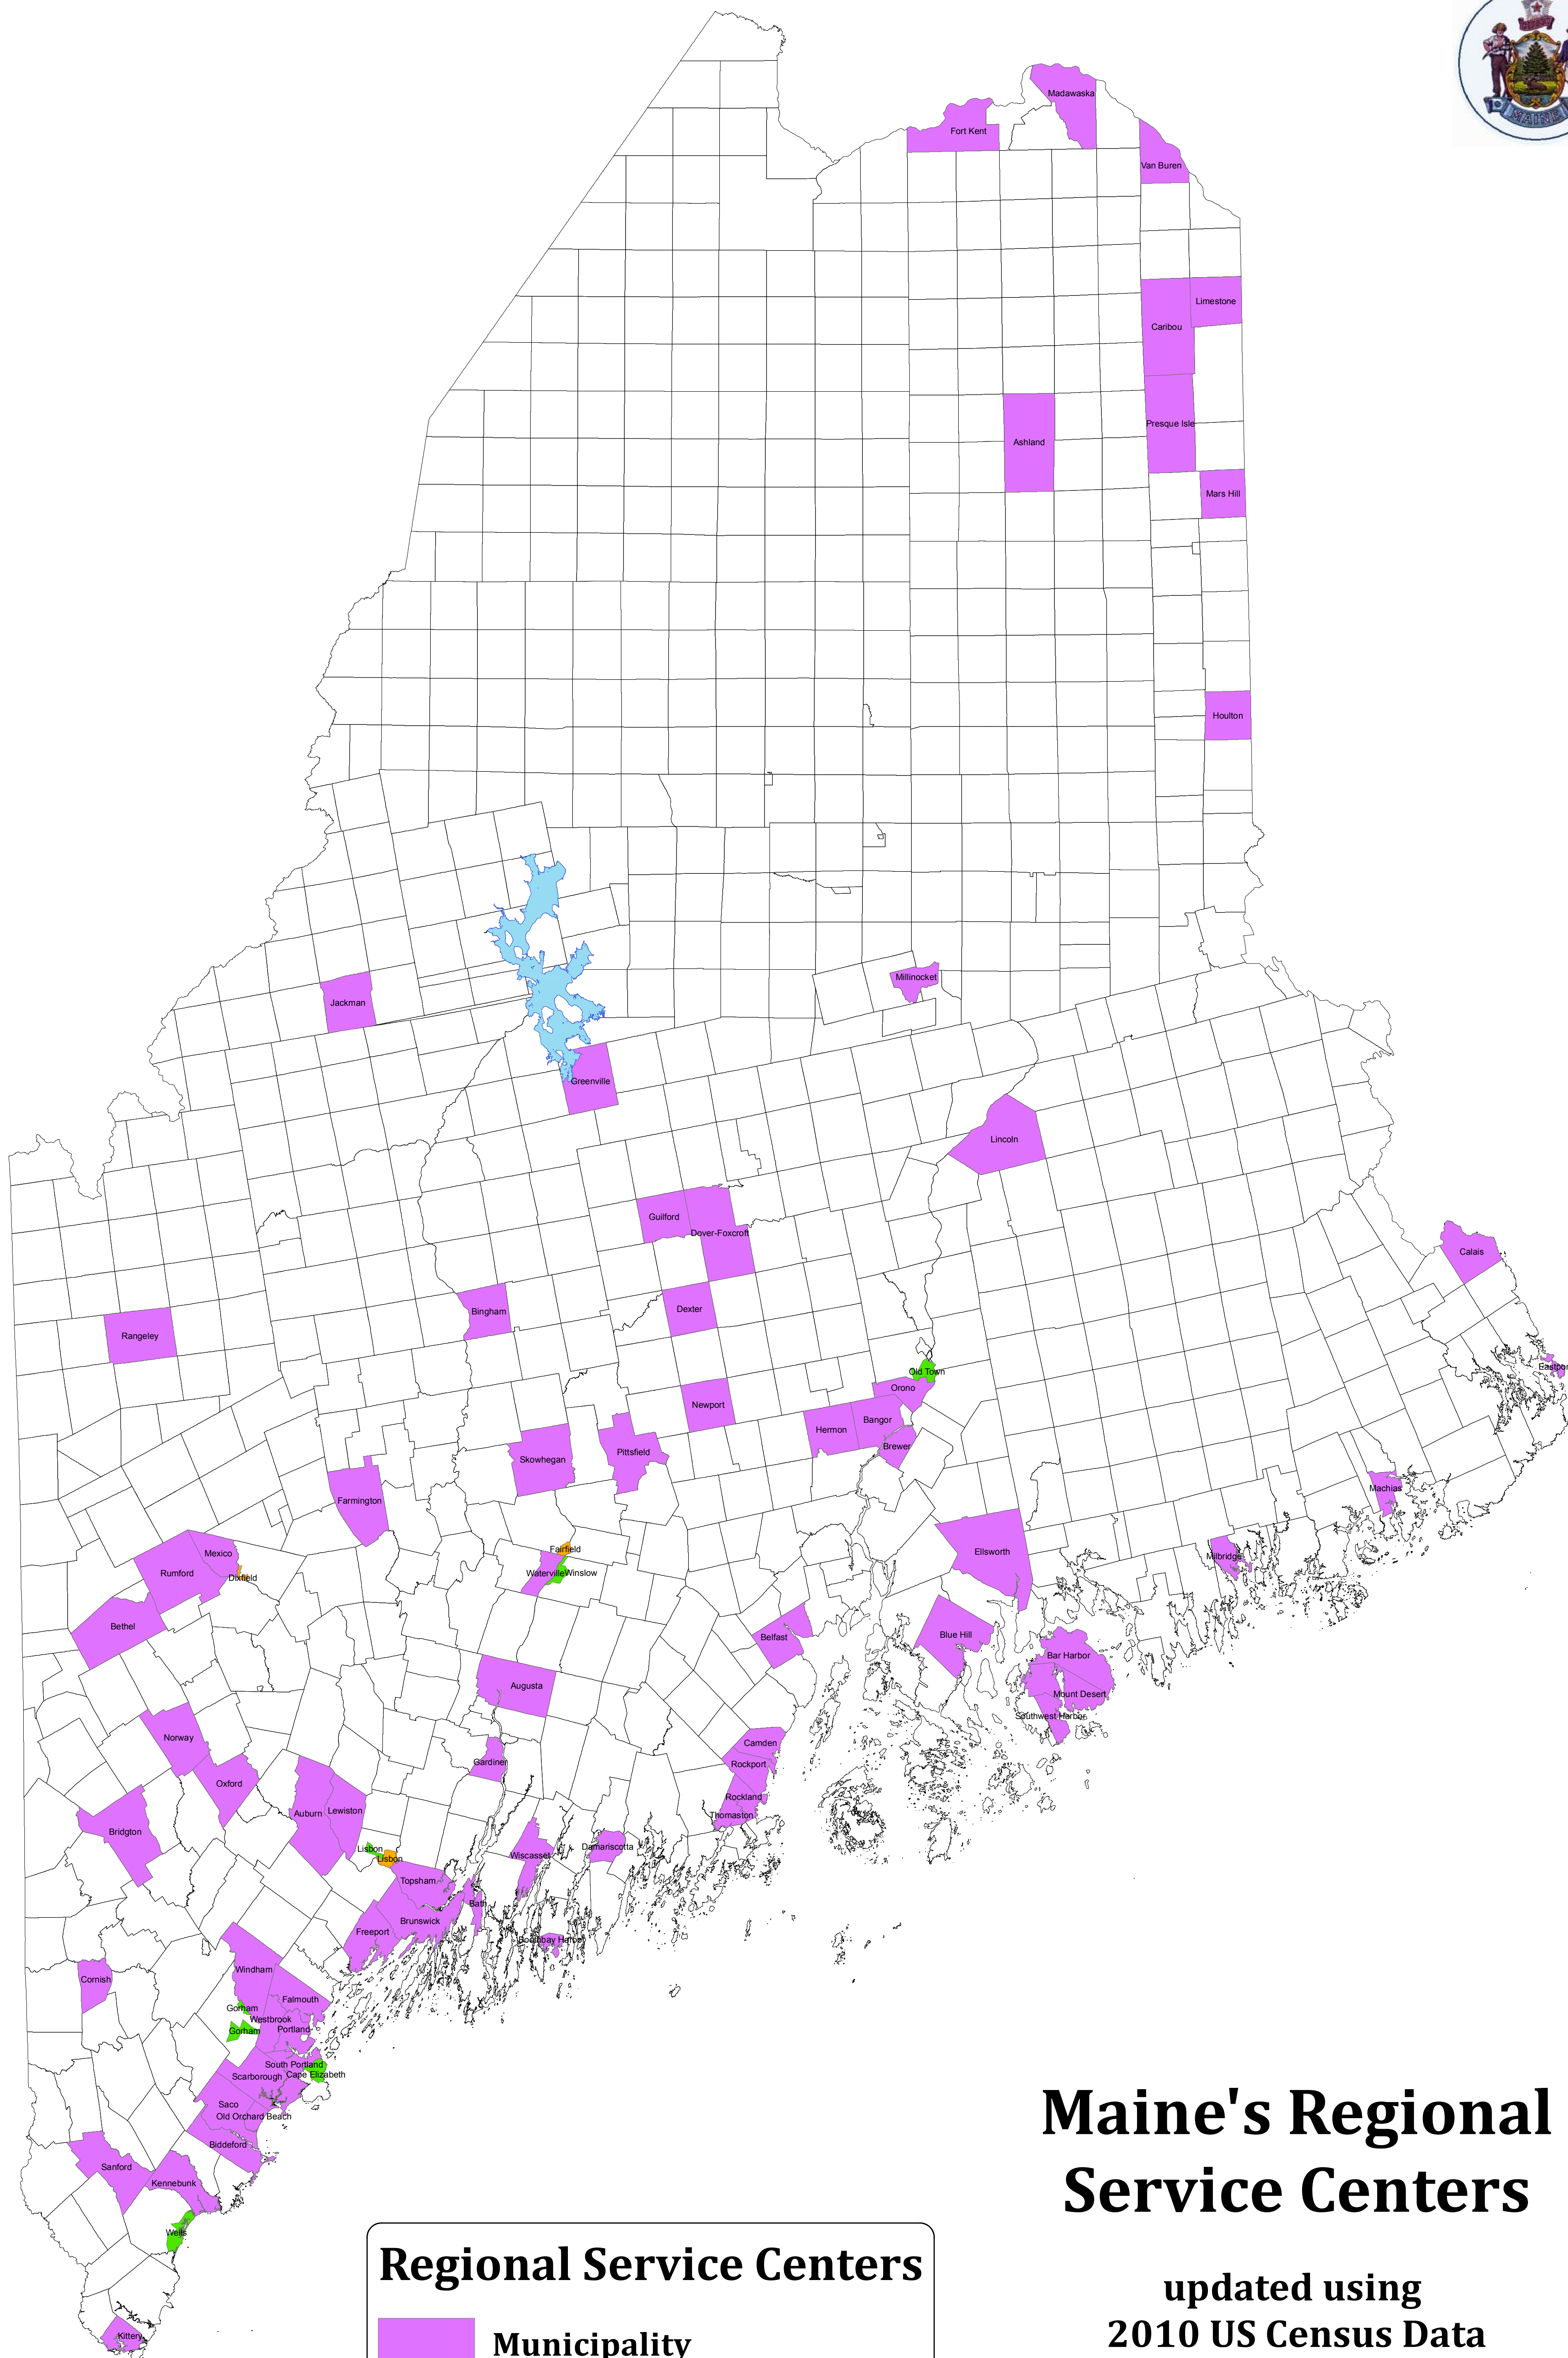 MAINE
Madawaska
Fort Kent
Van Buren
Limestone
Caribou
Presque Isle
Ashland
Mars Hill
Houlton
Millinocket
Jackman
Greenville
Lincoln
Guilford
Dover-Foxcroft
Calais
Bingham
Dexter
Rangeley
Old Town
Orono
Newport
Bangor
Hermon
Brewer
Pittsfield
Skowhegan
Machias
Farmington
Fairfield
Ellsworth
Milbridge
Mexico
Rumford
Dixfield
Waterville
Winslow
Bethel
Blue Hill
Belfast
Bar Harbor
Augusta
Mount Desert
Southwest Harbor
Norway
Camden
Gardiner
Rockport
Oxford
Rockland
Lewiston
Auburn
Thomaston
Bridgton
Damariscotta
Lisbon
Wiscasset
Lisbon
Topsham
Bath
Brunswick
Freeport
Boothbay Harbor
Windham
Cornish
Falmouth
Gorham
Westbrook
Gorham
Portland
South Portland
Scarborough
Cape Elizabeth
Saco
Old Orchard Beach
Biddeford
Sanford
Kennebunk
Wells
Kittery
Maine's Regional
Service Centers
updated using
2010 US Census Data
Regional Service Centers
Municipality